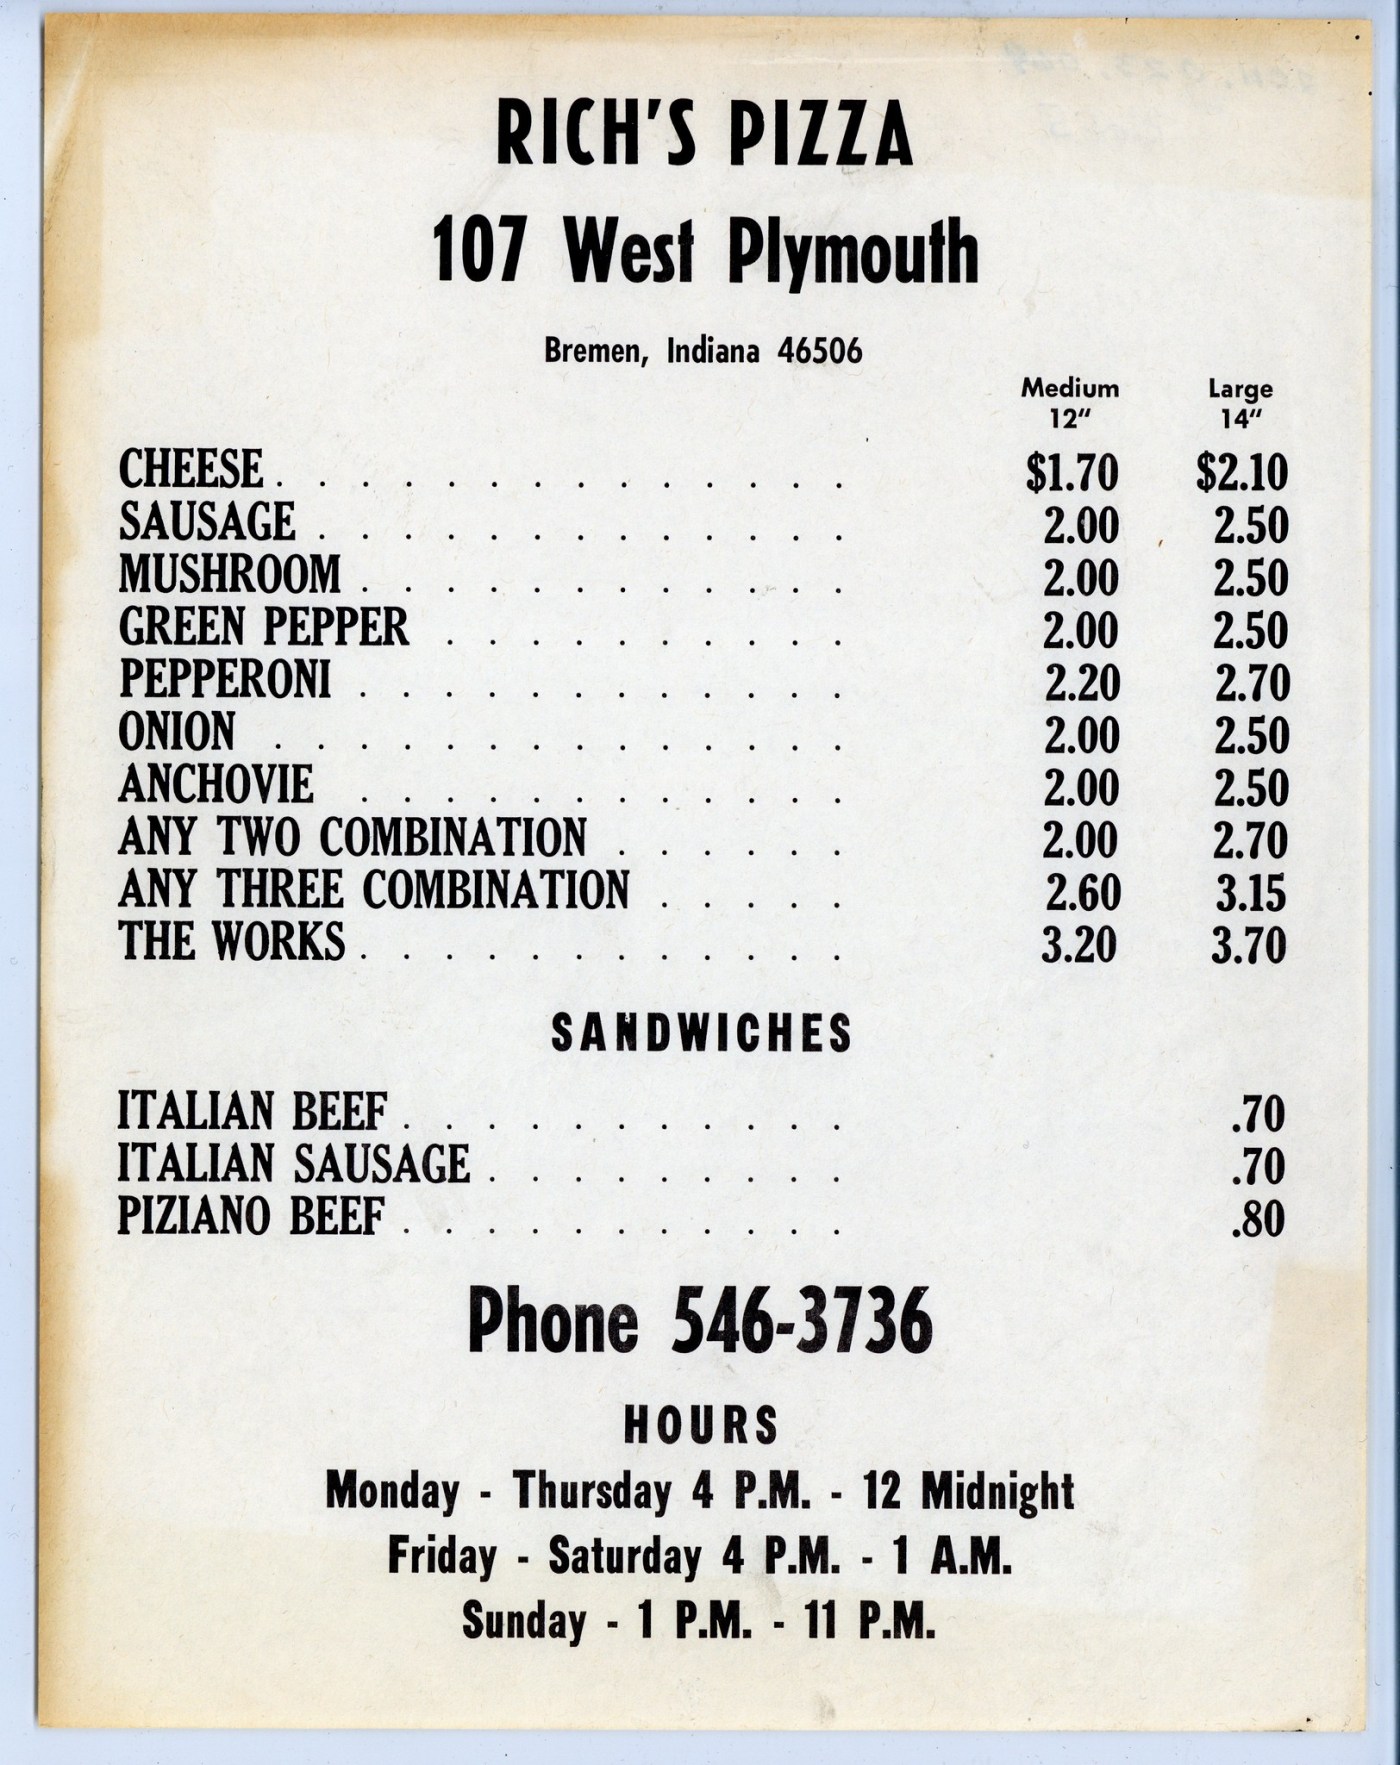 RICH'S PIZZA
107 West Plymouth
Bremen, Indiana 46506
Medium Large
12" 14"
CHEESE . . . . . . . . . . . . . . $1.70 $2.10
SAUSAGE . . . . . . . . . . . . . 2.00 2.50
MUSHROOM . . . . . . . . . . . . 2.00 2.50
GREEN PEPPER . . . . . . . . . . 2.00 2.50
PEPPERONI . . . . . . . . . . . . 2.20 2.70
ONION . . . . . . . . . . . . . . 2.00 2.50
ANCHOVIE . . . . . . . . . . . . 2.00 2.50
ANY TWO COMBINATION . . . . . . 2.00 2.70
ANY THREE COMBINATION . . . . . 2.60 3.15
THE WORKS . . . . . . . . . . . . 3.20 3.70
SANDWICHES
ITALIAN BEEF . . . . . . . . . . . .70
ITALIAN SAUSAGE . . . . . . . . . .70
PIZIANO BEEF . . . . . . . . . . . .80
Phone 546-3736
HOURS
Monday - Thursday 4 P.M. - 12 Midnight
Friday - Saturday 4 P.M. - 1 A.M.
Sunday - 1 P.M. - 11 P.M.